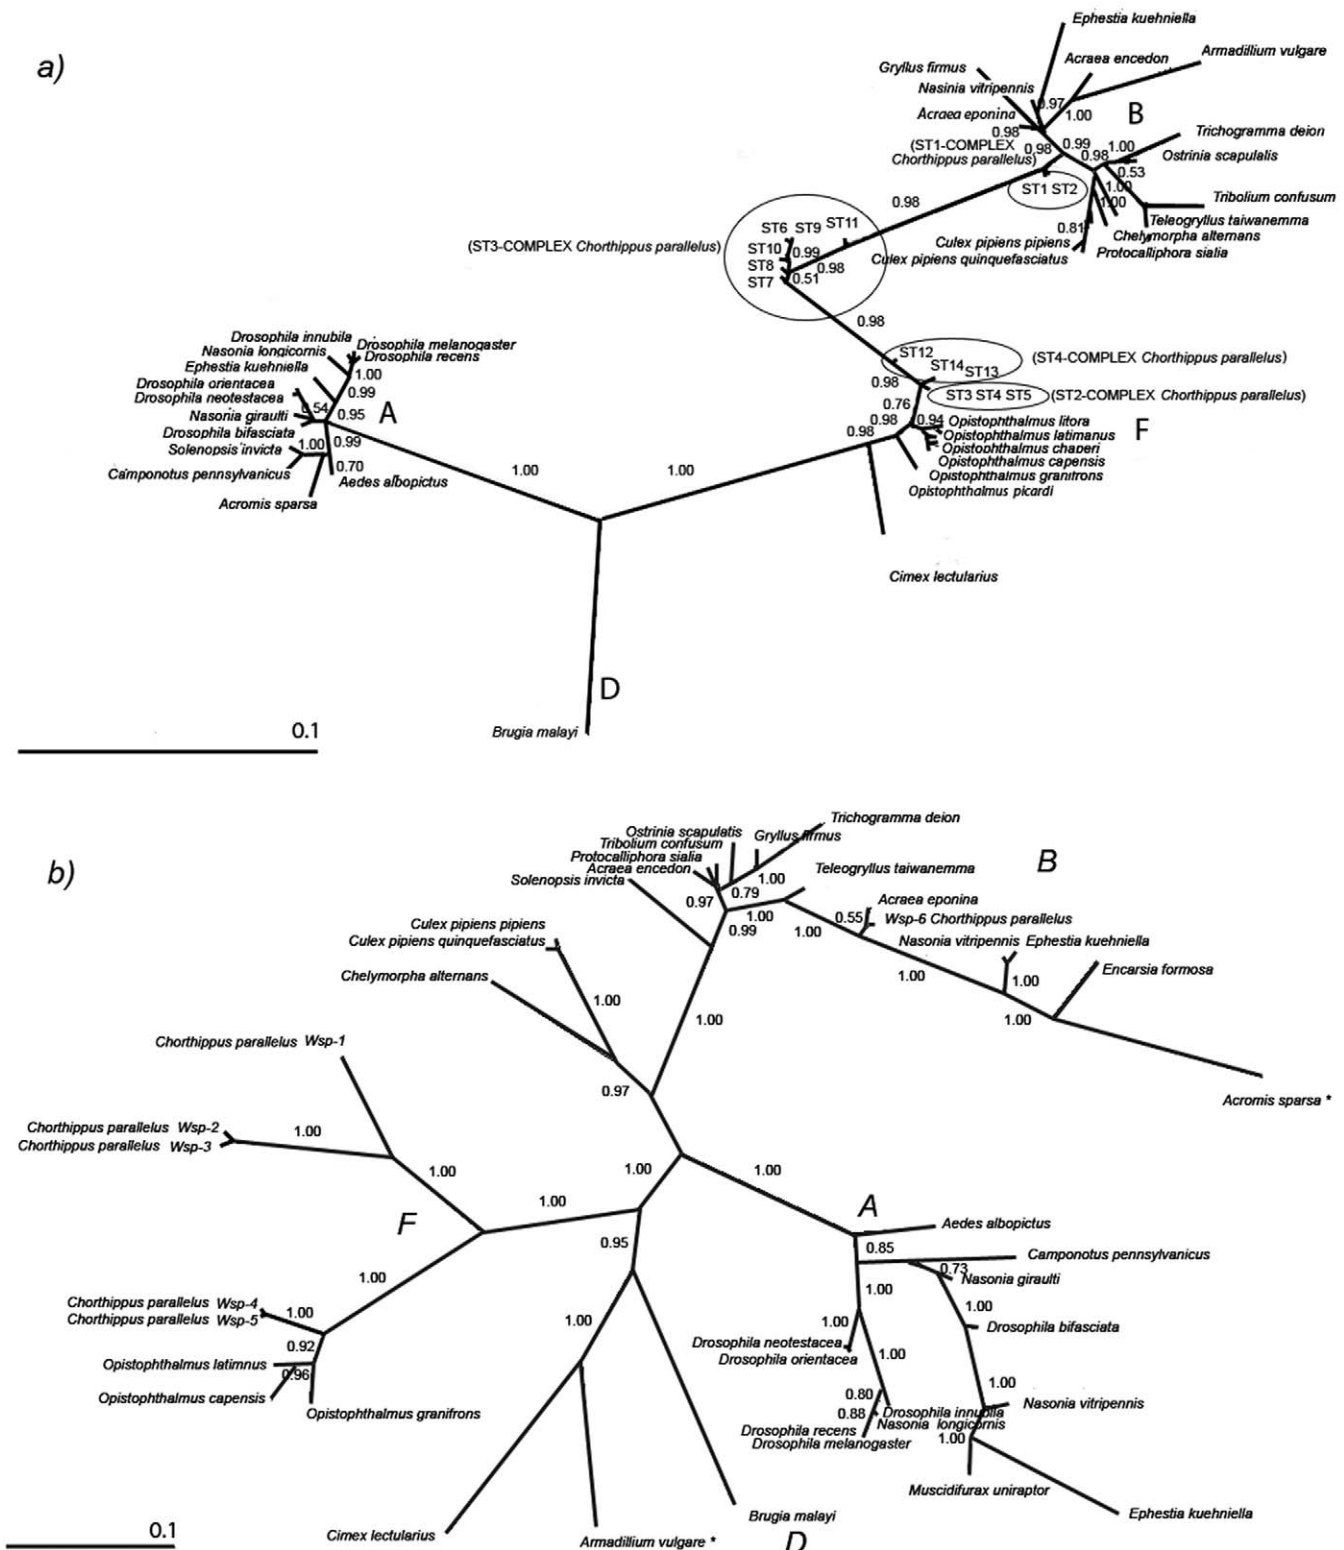 a)
Ephestia kuehniella
Armadillium vulgare
Acraea encedon
Gryllus firmus
Nasinia vitripennis
0.97
1.00
B
Acraea eponina
0.98
(ST1-COMPLEX
Chorthippus parallelus)
0.98
0.99
1.00
0.98
Trichogramma deion
Ostrinia scapulalis
0.53
1.00
1.00
ST1 ST2
Tribolium confusum
Teleogryllus taiwanemma
Chelymorpha alternans
Protocalliphora sialia
0.81
Culex pipiens pipiens
Culex pipiens quinquefasciatus
0.98
(ST3-COMPLEX Chorthippus parallelus)
ST6 ST9 ST11
ST10
0.99
ST8
0.98
ST7
0.51
0.98
ST12
(ST4-COMPLEX Chorthippus parallelus)
ST14
ST13
0.98
ST3 ST4 ST5
(ST2-COMPLEX Chorthippus parallelus)
0.76
0.98
0.94
0.98
Opistophthalmus litora
Opistophthalmus latimanus
Opistophthalmus chaperi
Opistophthalmus capensis
Opistophthalmus granifrons
Opistophthalmus picardi
F
Cimex lectularius
Drosophila innubila
Drosophila melanogaster
Nasonia longicornis
Drosophila recens
Ephestia kuehniella
1.00
Drosophila orientacea
0.99
Drosophila neotestacea
0.54
0.95
A
Nasonia giraulti
Drosophila bifasciata
Solenopsis invicta
1.00
0.99
Camponotus pennsylvanicus
0.70
Aedes albopictus
Acromis sparsa
1.00
1.00
D
Brugia malayi
0.1
b)
Trichogramma deion
Ostrinia scapulatis
Gryllus firmus
Tribolium confusum
Protocalliphora sialia
Acraea encedon
Solenopsis invicta
B
Teleogryllus taiwanemma
1.00
0.79
0.97
1.00
0.99
1.00
0.55
Acraea eponina
Wsp-6 Chorthippus parallelus
Nasonia vitripennis Ephestia kuehniella
Encarsia formosa
1.00
1.00
1.00
Acromis sparsa *
Culex pipiens pipiens
Culex pipiens quinquefasciatus
Chelymorpha alternans
1.00
1.00
0.97
Chorthippus parallelus Wsp-1
Chorthippus parallelus Wsp-2
Chorthippus parallelus Wsp-3
1.00
1.00
1.00
1.00
1.00
F
A
0.95
Aedes albopictus
0.85
Camponotus pennsylvanicus
0.73
Nasonia giraulti
1.00
1.00
1.00
Drosophila bifasciata
Drosophila neotestacea
Drosophila orientacea
1.00
1.00
Chorthippus parallelus Wsp-4
Chorthippus parallelus Wsp-5
1.00
1.00
0.92
Opistophthalmus latimnus
0.96
Opistophthalmus capensis
Opistophthalmus granifrons
1.00
0.80
0.88
Drosophila innubila
Nasonia longicornis
Drosophila recens
Drosophila melanogaster
Nasonia vitripennis
1.00
Muscidifurax uniraptor
Ephestia kuehniella
Brugia malayi
D
Cimex lectularius
Armadillium vulgare *
0.1